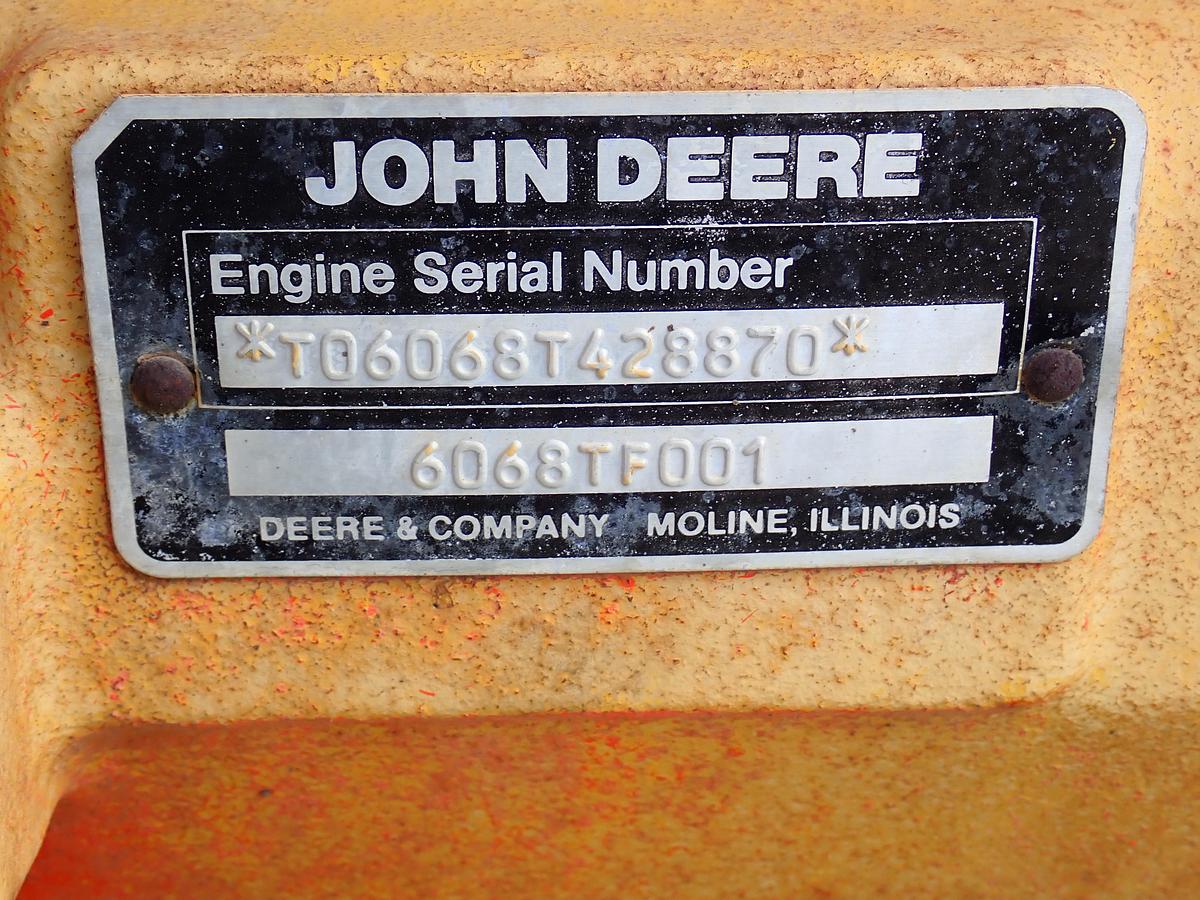 JOHN DEERE
Engine Serial Number
*T06068T428870*
6068TF001
DEERE & COMPANY MOLINE, ILLINOIS